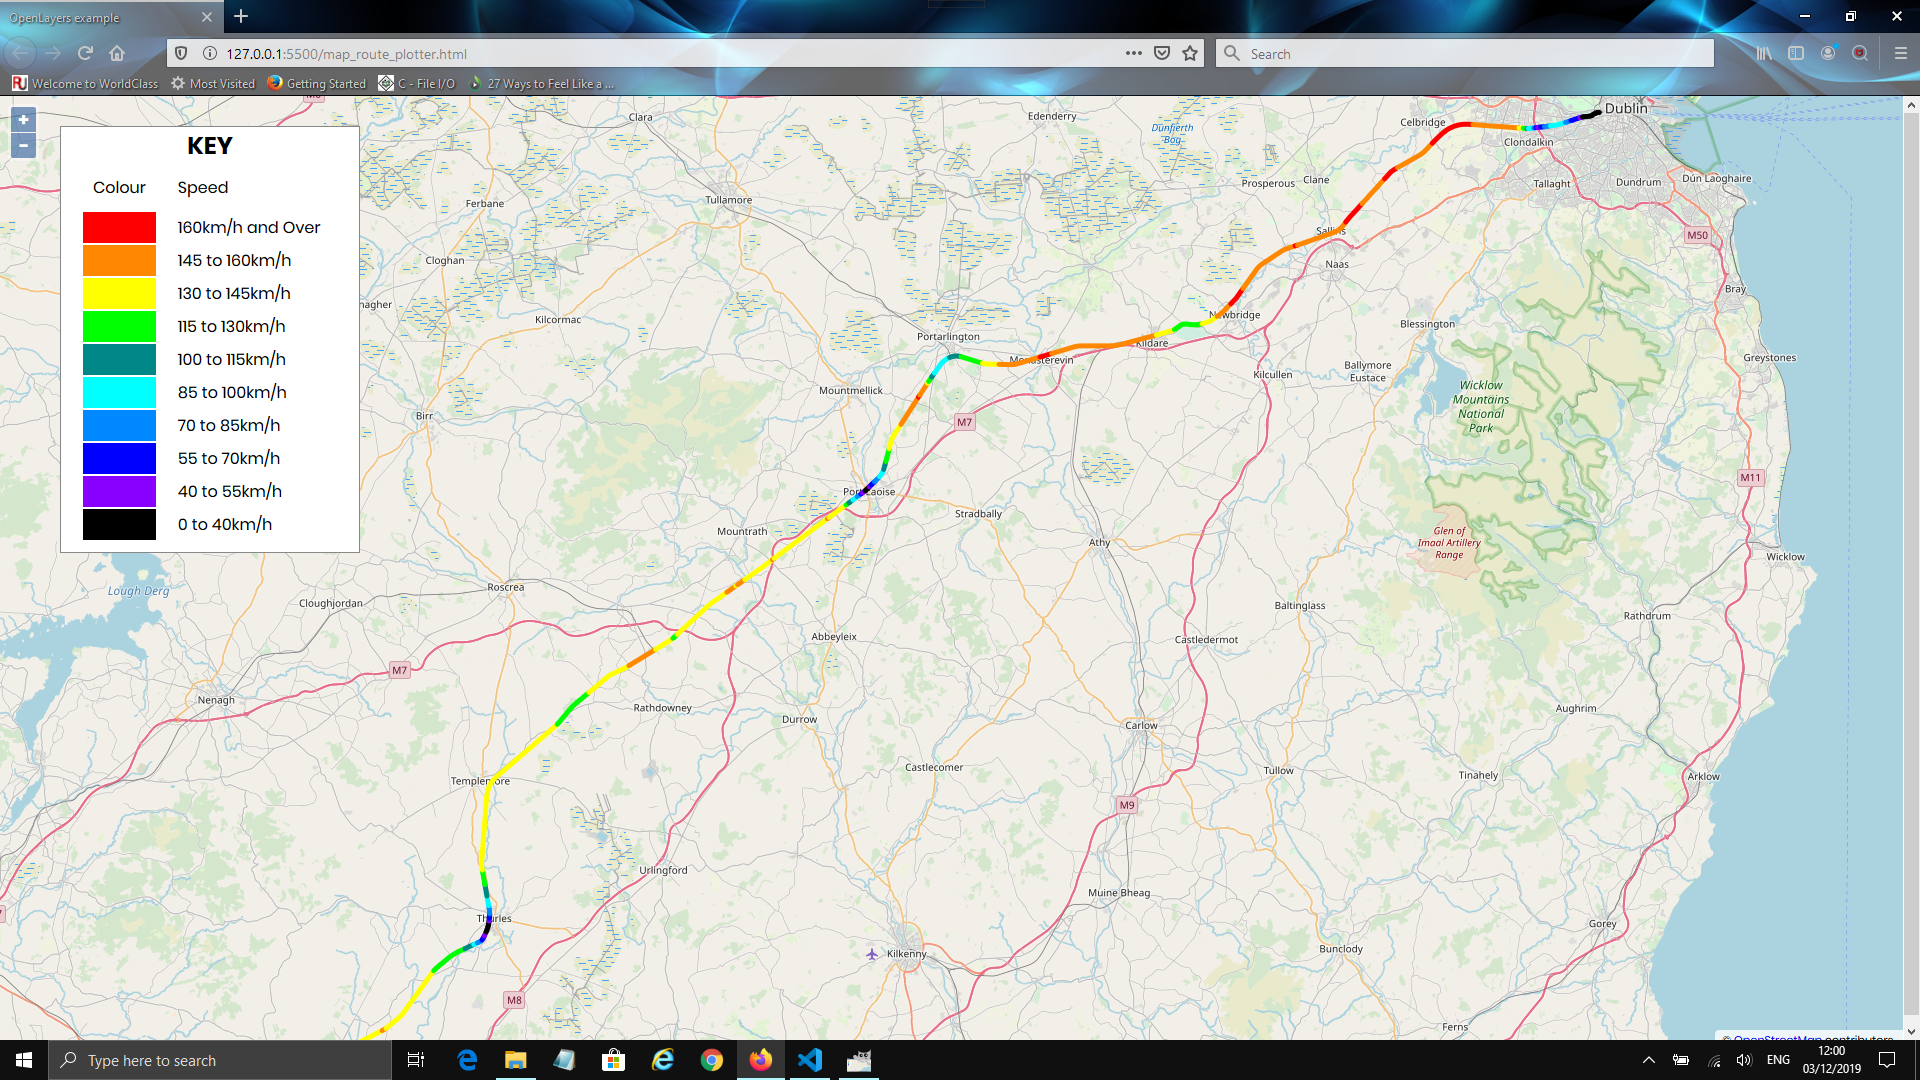 OpenLayers example
127.0.0.1:5500/map_route_plotter.html
Search
Welcome to WorldClass
Most Visited
Getting Started
C - File I/O
27 Ways to Feel Like a ...
KEY
Colour Speed
160km/h and Over
145 to 160km/h
130 to 145km/h
115 to 130km/h
100 to 115km/h
85 to 100km/h
70 to 85km/h
55 to 70km/h
40 to 55km/h
0 to 40km/h
Clara
Edenderry
Dunfierth
Bog
Celbridge
Dublin
Clondalkin
Tallaght
Dundrum
Dún Laoghaire
Prosperous
Clane
Tullamore
Ferbane
Sallins
M50
Cloghan
Naas
Bray
nagher
Kilcormac
Newbridge
Blessington
Portarlington
Monasterevin
Kildare
Greystones
Kilcullen
Ballymore
Eustace
Mountmellick
Wicklow
Mountains
National
Park
Birr
M7
M11
Portlaoise
Stradbally
Mountrath
Athy
Glen of
Imaal Artillery
Range
Wicklow
Lough Derg
Roscrea
Cloughjordan
Baltinglass
Rathdrum
Abbeyleix
Castledermot
M7
Nenagh
Rathdowney
Durrow
Aughrim
Carlow
Templemore
Castlecomer
Tullow
Tinahely
Arklow
M9
Urlingford
Muine Bheag
Thurles
Gorey
Kilkenny
Bunclody
M8
Ferns
© OpenStreetMap contributors.
Type here to search
ENG
12:00
03/12/2019